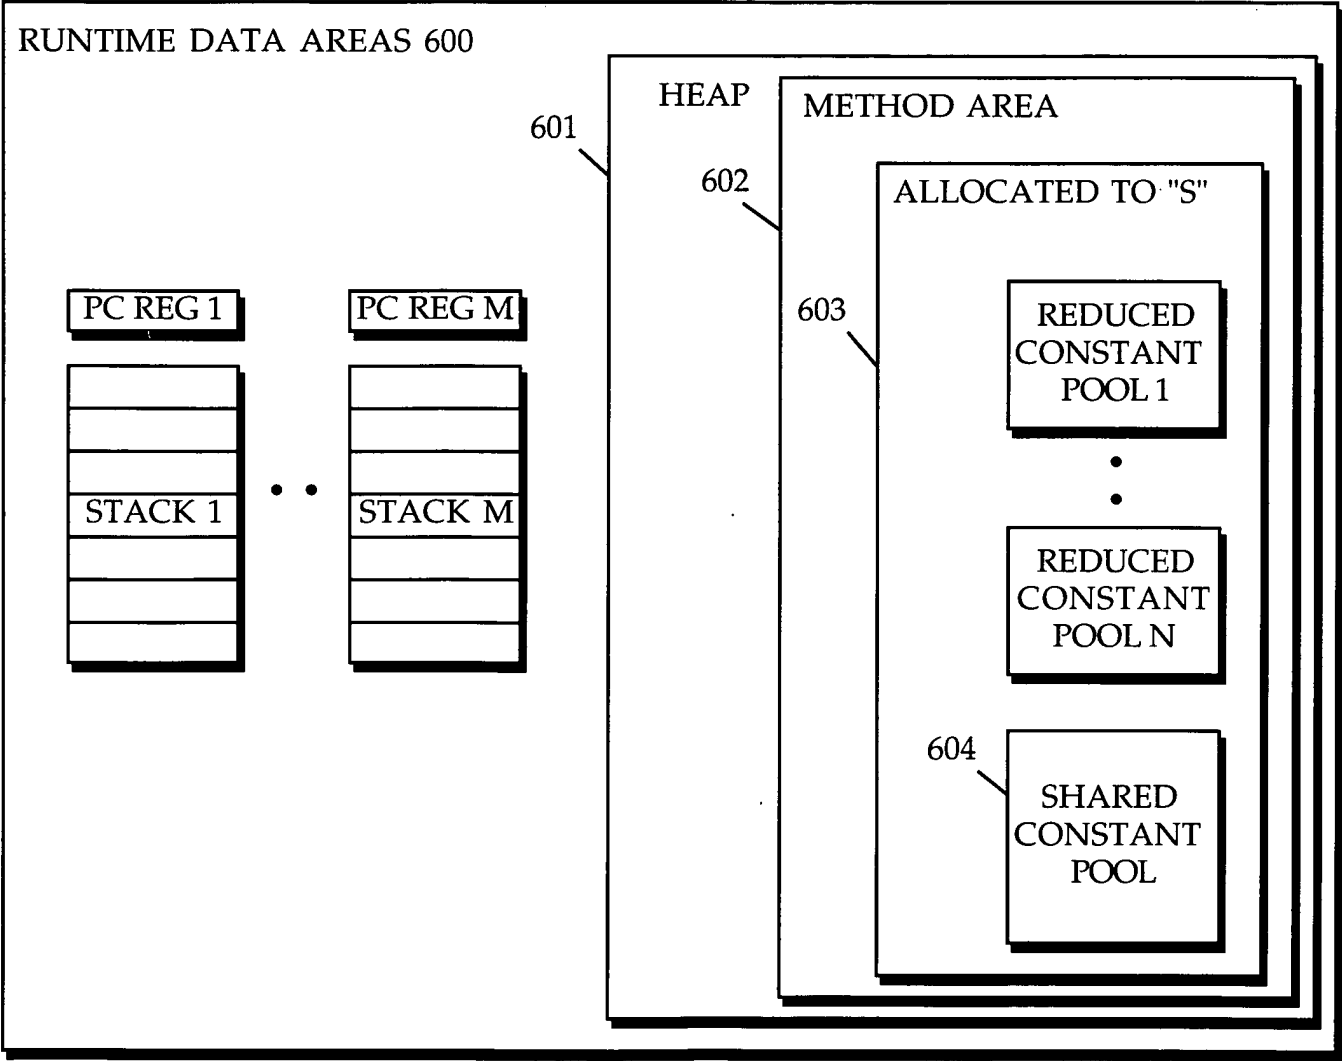 RUNTIME DATA AREAS 600
HEAP
METHOD AREA
601
602
ALLOCATED TO "S"
603
PC REG 1
PC REG M
REDUCED
CONSTANT
POOL 1
STACK 1
STACK M
REDUCED
CONSTANT
POOL N
604
SHARED
CONSTANT
POOL